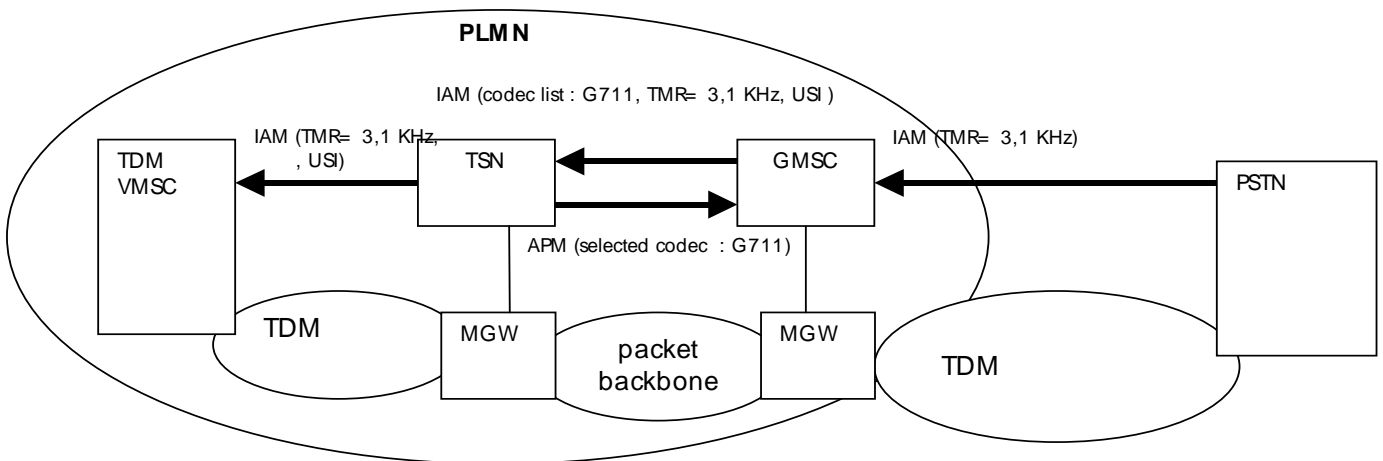 PLMN
IAM (codec list : G711, TMR= 3,1 KHz, USI )
IAM (TMR= 3,1 KHz,
, USI)
IAM (TMR= 3,1 KHz)
TDM
VMSC
TSN
GMSC
PSTN
APM (selected codec : G711)
TDM
MGW
packet
backbone
MGW
TDM